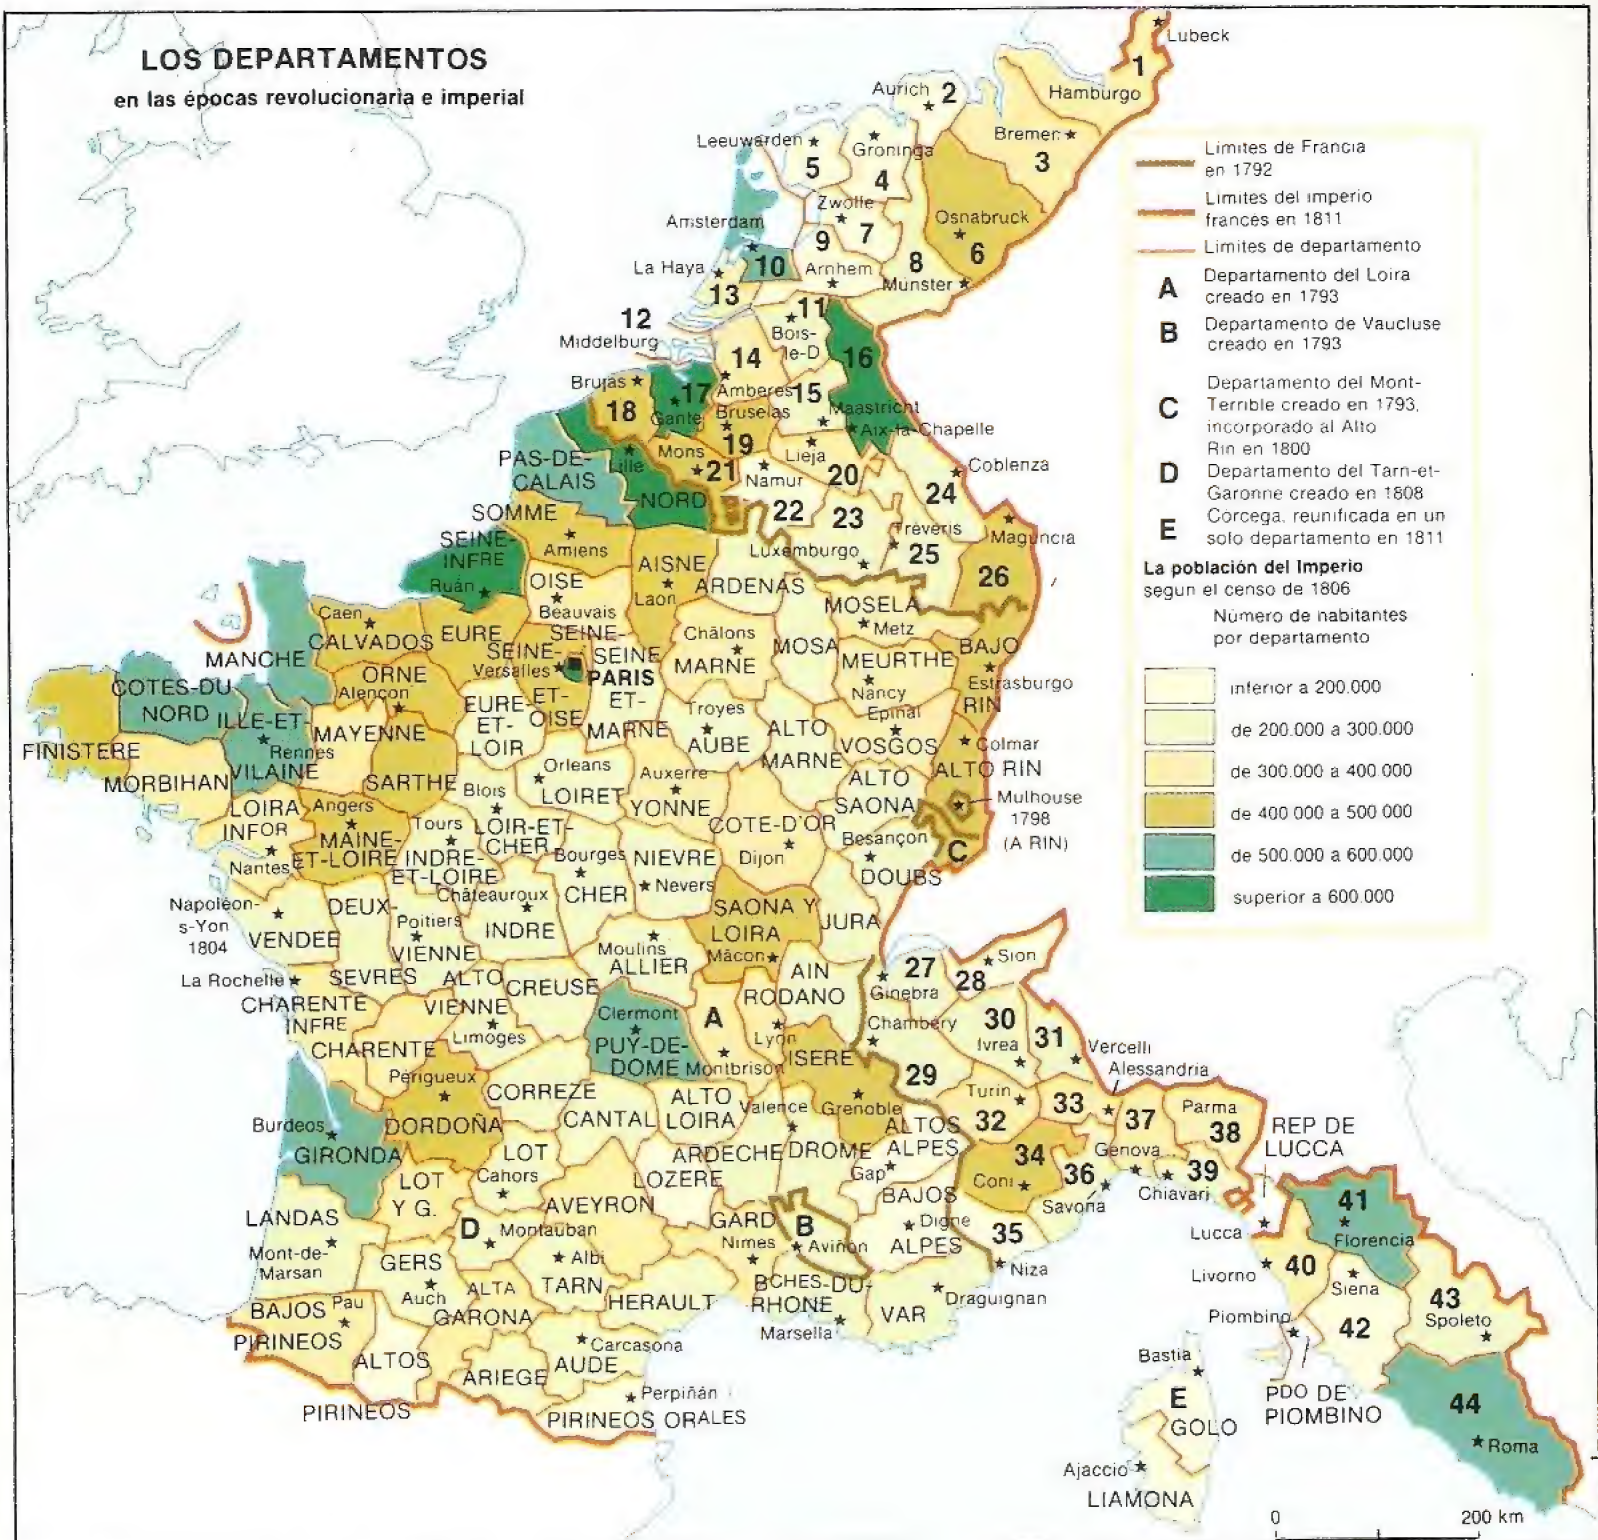 LOS DEPARTAMENTOS
en las épocas revolucionaria e imperial
Lubeck
1
Hamburgo
Aurich 2
Bremen
3
Leeuwarden
5
Groninga
4
Zwolle
7
Osnabruck
6
Amsterdam
9
8
10
Arnhem
Münster
La Haya
13
11
12
Middelburg
Bois-
le-D
14
16
Brujas
17
Amberes
15
18
Gante
Bruselas
Maastricht
Aix-la-Chapelle
19
Mons
21
Lieja
20
Coblenza
Lille
Namur
PAS-DE-
CALAIS
NORD
22
23
24
SOMME
Amiens
Tréveris
25
Maguncia
26
Luxemburgo
SEINE-
INFRE
Ruán
AISNE
Laon
ARDENAS
OISE
Beauvais
MOSELA
Metz
Caen
CALVADOS
EURE
SEINE-
SEINE-
Versalles
SEINE
PARIS
ET-
OISE
ET-
MARNE
Châlons
MARNE
MOSA
MEURTHE
Nancy
BAJO
RIN
Estrasburgo
MANCHE
ORNE
Alençon
COTES-DU
NORD
ILLE-ET-
VILAINE
Rennes
MAYENNE
EURE-
ET-
LOIR
Troyes
AUBE
ALTO
MARNE
Epinal
VOSGOS
Colmar
ALTO RIN
FINISTERE
MORBIHAN
SARTHE
Orleans
LOIRET
Auxerre
YONNE
ALTO
SAONA
Mulhouse
1798
(A RIN)
LOIRA
INFOR
Nantes
Angers
MAINE-
ET-LOIRE
Blois
Tours
LOIR-ET-
CHER
INDRE-
ET-LOIRE
COTE-D'OR
Dijon
Besançon
DOUBS
C
Bourges
CHER
NIEVRE
Nevers
Châteauroux
INDRE
Napoléon-
s-Yon
1804
VENDEE
DEUX-
SEVRES
Poitiers
VIENNE
SAONA Y
LOIRA
Mâcon
JURA
Moulins
ALLIER
La Rochelle
CHARENTE
INFRE
ALTO
VIENNE
Limoges
CREUSE
AIN
RODANO
27
Ginebra
28
Sion
Clermont
PUY-DE-
DOME
A
Montbrison
Lyon
Chambéry
30
Ivrea
31
Vercelli
Alessandria
CHARENTE
Périgueux
DORDOÑA
ISERE
Grenoble
29
Turin
32
33
37
Parma
38
CORREZE
CANTAL
ALTO
LOIRA
Valence
ALTOS
ALPES
Gap
Burdeos
GIRONDA
LOT
Cahors
ARDECHE
DROME
34
Coni
36
Genova
39
REP DE
LUCCA
LOZERE
Savona
Chiavari
LOT
Y G.
AVEYRON
BAJOS
ALPES
Digne
41
Florencia
LANDAS
Mont-de-
Marsan
D
Montauban
GARD
Nimes
B
Aviñón
35
Niza
Lucca
Livorno
40
Siena
GERS
Auch
Albi
TARN
BCHES-DU-
RHONE
Marsella
VAR
Draguignan
43
Spoleto
ALTA
GARONA
HERAULT
Piombino
42
BAJOS
PIRINEOS
Pau
ALTOS
PIRINEOS
Carcasona
AUDE
ARIEGE
Perpiñán
PIRINEOS ORALES
Bastia
E
GOLO
Ajaccio
LIAMONA
PDO DE
PIOMBINO
44
Roma
Limites de Francia
en 1792
Limites del imperio
francés en 1811
Limites de departamento
A
Departamento del Loira
creado en 1793
B
Departamento de Vaucluse
creado en 1793
C
Departamento del Mont-
Terrible creado en 1793,
incorporado al Alto
Rin en 1800
D
Departamento del Tarn-et-
Garonne creado en 1808
E
Córcega, reunificada en un
solo departamento en 1811
La población del Imperio
segun el censo de 1806
Número de habitantes
por departamento
inferior a 200.000
de 200.000 a 300.000
de 300.000 a 400.000
de 400 000 a 500.000
de 500.000 a 600.000
superior a 600.000
0 200 km